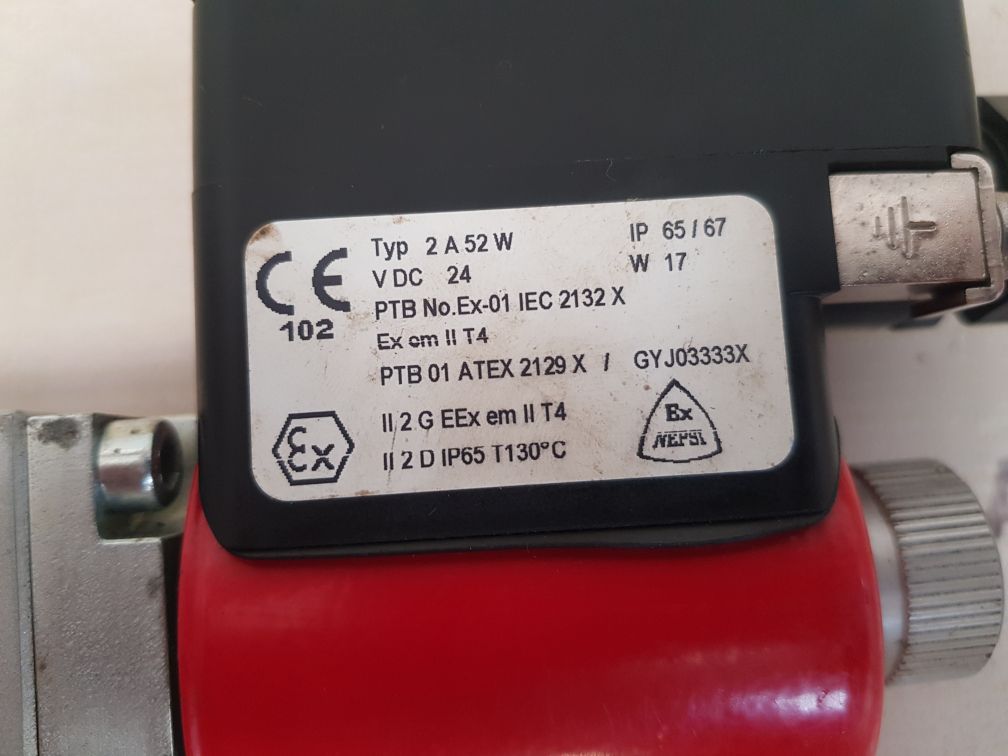 CE Typ 2 A 52 W IP 65 / 67
V DC 24 W 17
102 PTB No.Ex-01 IEC 2132 X
Ex em II T4
PTB 01 ATEX 2129 X / GYJ03333X
Ex II 2 G EEx em II T4 Ex
II 2 D IP65 T130°C NEPSI